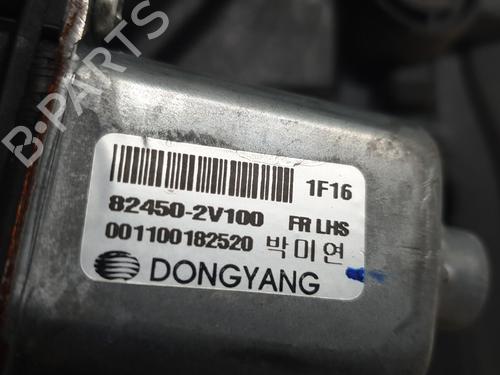 B-PARTS
1F16
82450-2V100 FR LHS
001100182520 박미연
DONGYANG